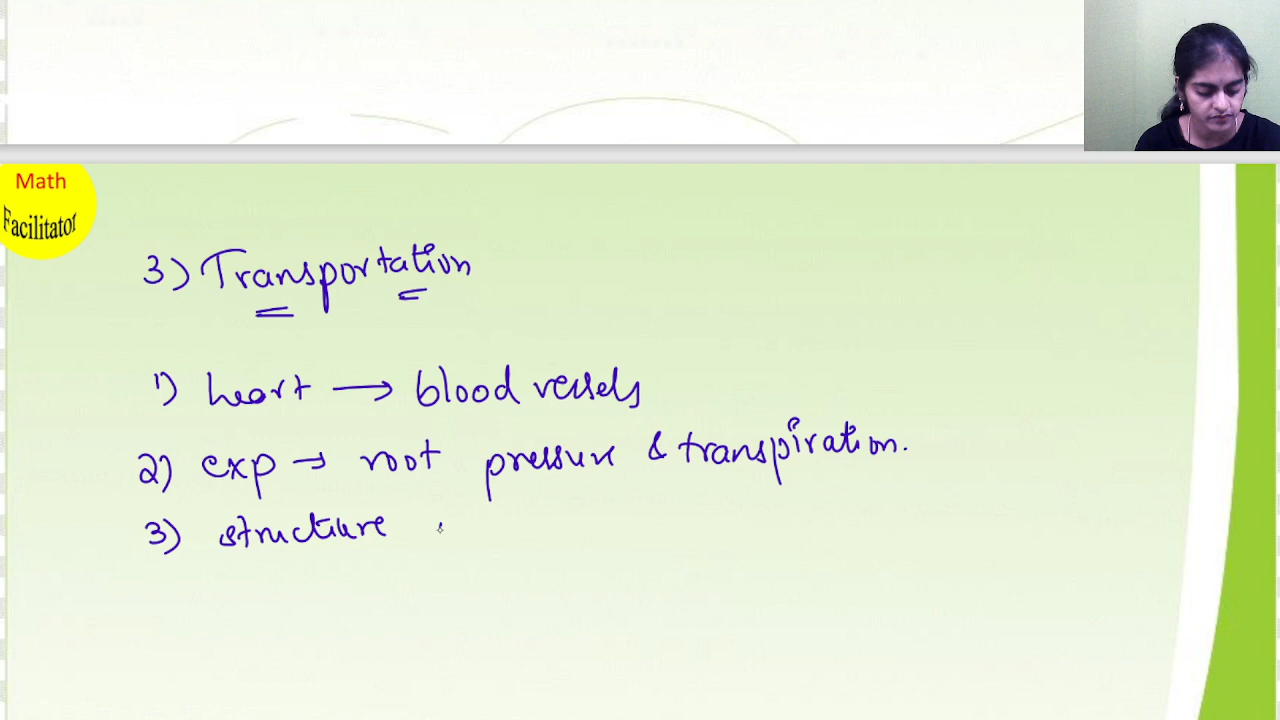 Math
Facilitator
3) Transportation
1) heart → blood vessels
2) exp → root pressure & transpiration.
3) structure